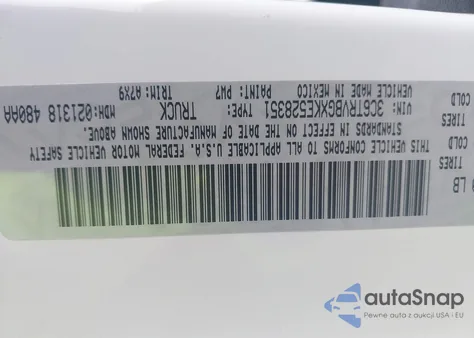 THIS VEHICLE CONFORMS TO ALL APPLICABLE U.S.A. FEDERAL MOTOR VEHICLE SAFETY
STANDARDS IN EFFECT ON THE DATE OF MANUFACTURE SHOWN ABOVE.
VIN: 3C6TRVBGXKE528351 TYPE: TRUCK MDH:021318 480AA
VEHICLE MADE IN MEXICO PAINT: PW7 TRIM: A7X9
LB
TIRES
COLD
TIRES
COLD
autoSnap
Pewne auta z aukcji USA i EU